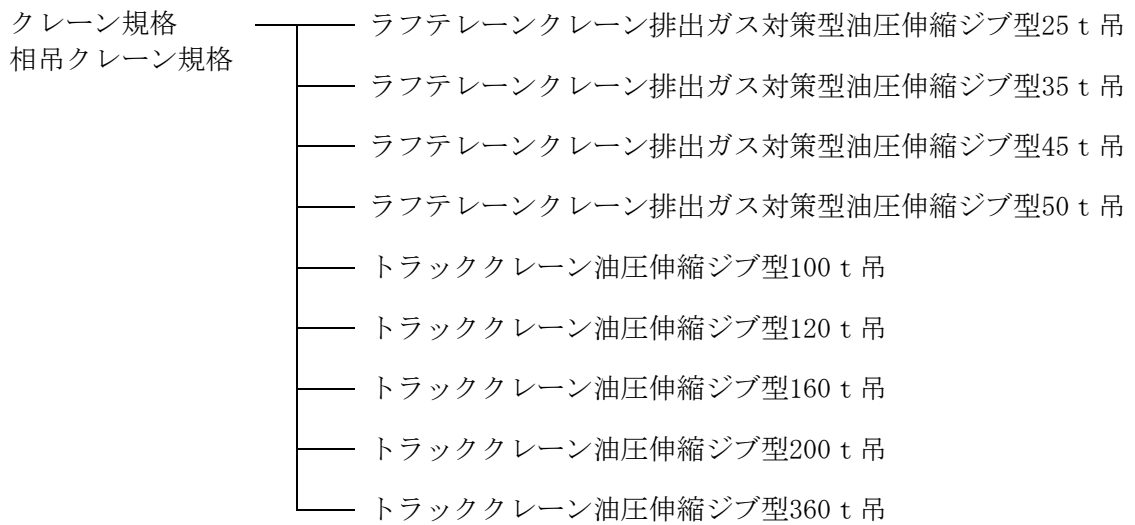 クレーン規格
相吊クレーン規格
ラフテレーンクレーン排出ガス対策型油圧伸縮ジブ型25ｔ吊
ラフテレーンクレーン排出ガス対策型油圧伸縮ジブ型35ｔ吊
ラフテレーンクレーン排出ガス対策型油圧伸縮ジブ型45ｔ吊
ラフテレーンクレーン排出ガス対策型油圧伸縮ジブ型50ｔ吊
トラッククレーン油圧伸縮ジブ型100ｔ吊
トラッククレーン油圧伸縮ジブ型120ｔ吊
トラッククレーン油圧伸縮ジブ型160ｔ吊
トラッククレーン油圧伸縮ジブ型200ｔ吊
トラッククレーン油圧伸縮ジブ型360ｔ吊